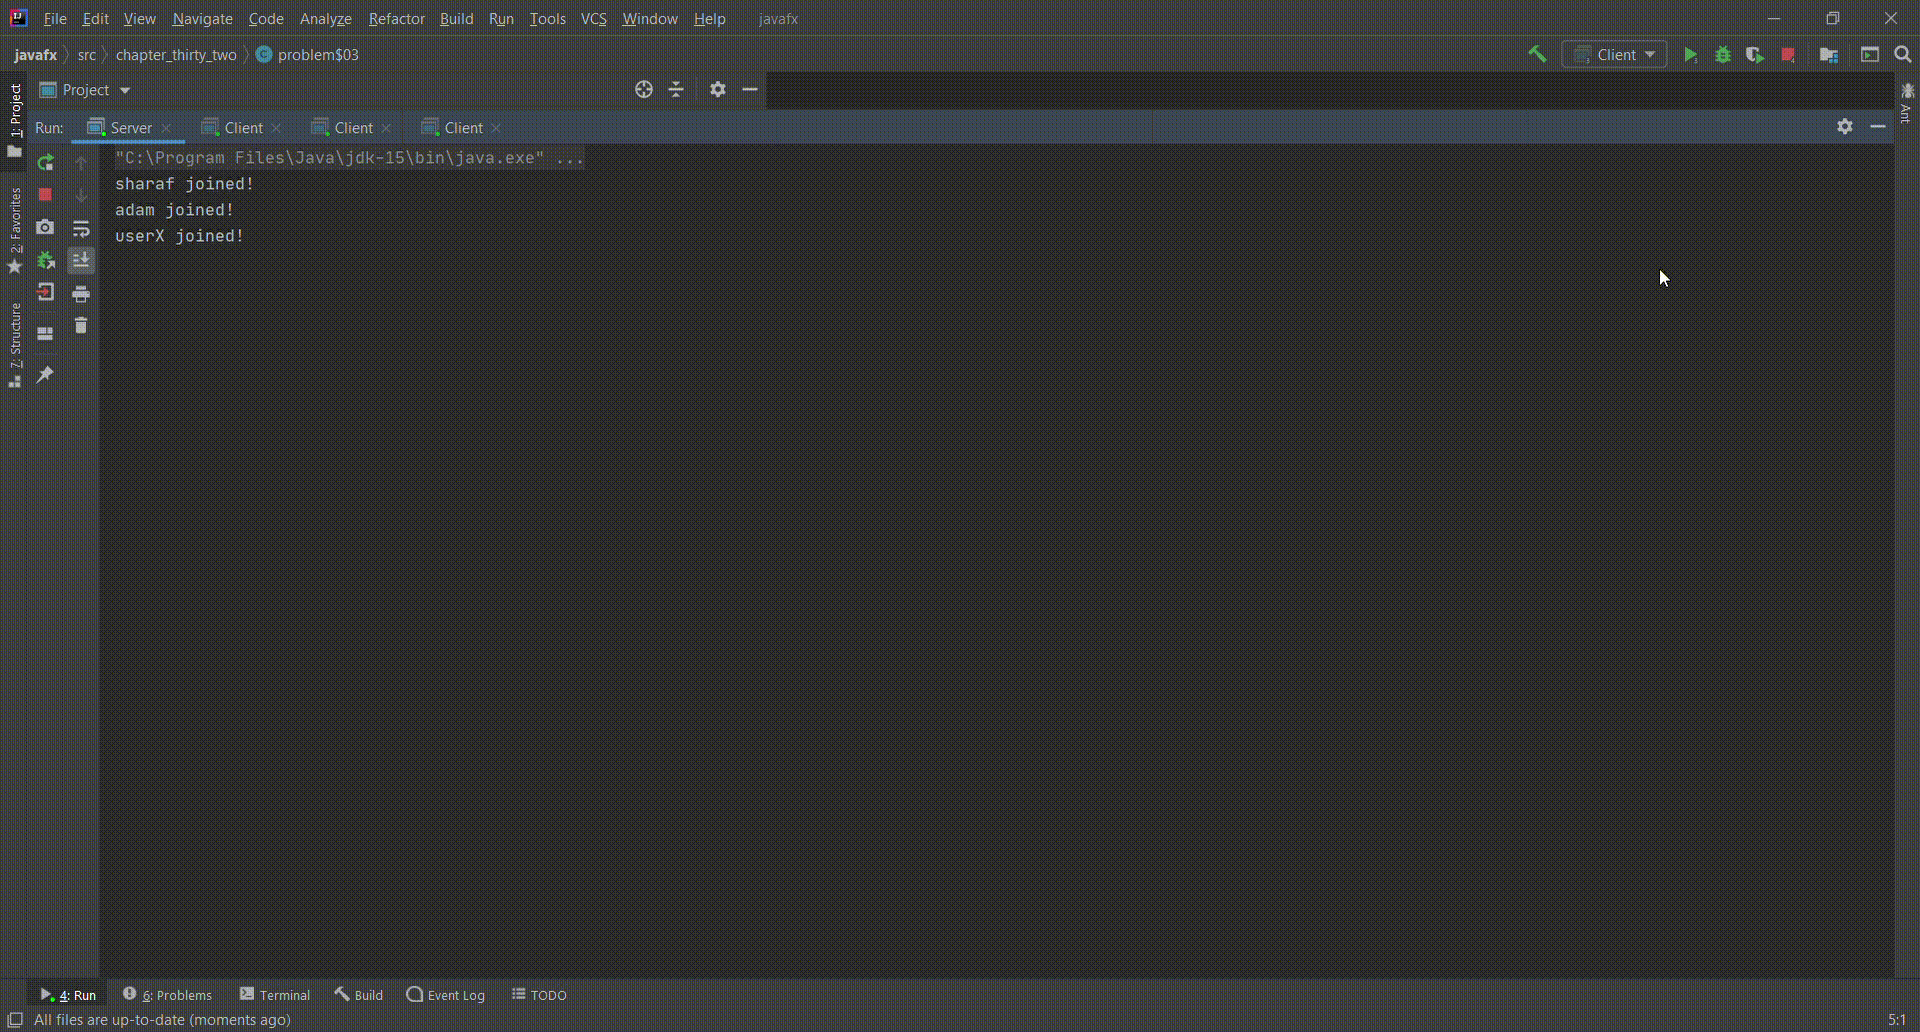 File Edit View Navigate Code Analyze Refactor Build Run Tools VCS Window Help javafx
javafx src chapter_thirty_two C problem$03 Client
1: Project
Project
Ant
Run: Server Client Client Client
"C:\Program Files\Java\jdk-15\bin\java.exe" ...
sharaf joined!
adam joined!
userX joined!
2: Favorites
7: Structure
4: Run 6: Problems Terminal Build Event Log TODO
All files are up-to-date (moments ago) 5:1